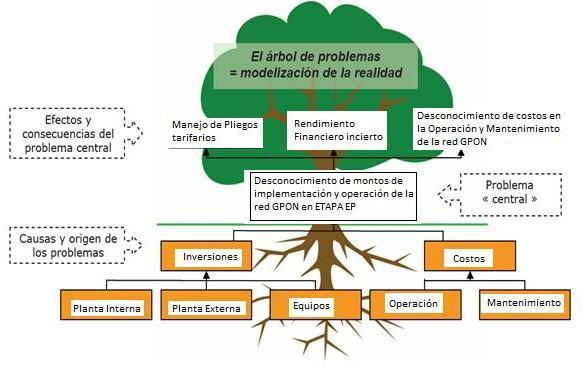 El árbol de problemas
= modelización de la realidad
Efectos y
consecuencias del
problema central
Manejo de Pliegos
tarifarios
Rendimiento
Financiero incierto
Desconocimiento de costos en
la Operación y Mantenimiento
de la red GPON
Desconocimiento de montos de
implementación y operación de la
red GPON en ETAPA EP
Problema
« central »
Causas y origen de
los problemas
Inversiones
Costos
Planta Interna
Planta Externa
Equipos
Operación
Mantenimiento